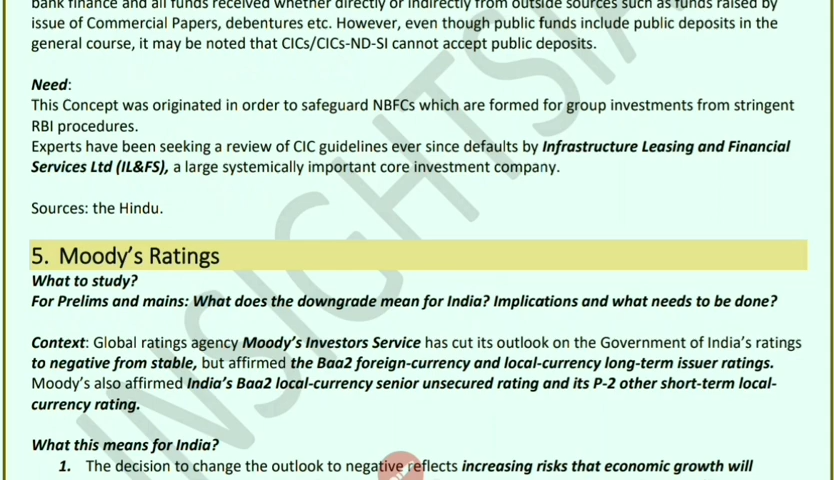 bank finance and all funds received whether directly or indirectly from outside sources such as funds raised by
issue of Commercial Papers, debentures etc. However, even though public funds include public deposits in the
general course, it may be noted that CICs/CICs-ND-SI cannot accept public deposits.
Need:
This Concept was originated in order to safeguard NBFCs which are formed for group investments from stringent
RBI procedures.
Experts have been seeking a review of CIC guidelines ever since defaults by Infrastructure Leasing and Financial
Services Ltd (IL&FS), a large systemically important core investment company.
Sources: the Hindu.
5. Moody's Ratings
What to study?
For Prelims and mains: What does the downgrade mean for India? Implications and what needs to be done?
Context: Global ratings agency Moody's Investors Service has cut its outlook on the Government of India's ratings
to negative from stable, but affirmed the Baa2 foreign-currency and local-currency long-term issuer ratings.
Moody's also affirmed India's Baa2 local-currency senior unsecured rating and its P-2 other short-term local-
currency rating.
What this means for India?
1. The decision to change the outlook to negative reflects increasing risks that economic growth will
INSIGHTSIA